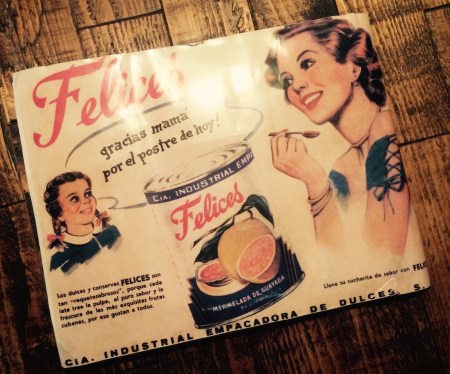 Felices
gracias mamá
por el postre de hoy!
Cía. INDUSTRIAL EMP
Felices
MERMELADA DE GUAYABA
Los dulces y conservas FELICES son
tan "requetesabrosos", porque cada
lata trae la pulpa, el puro sabor y la
frescura de las más exquisitas frutas
cubanas, por eso gustan a todos.
Llene su cucharita de sabor con FELIC
CÍA. INDUSTRIAL EMPACADORA DE DULCES, S.